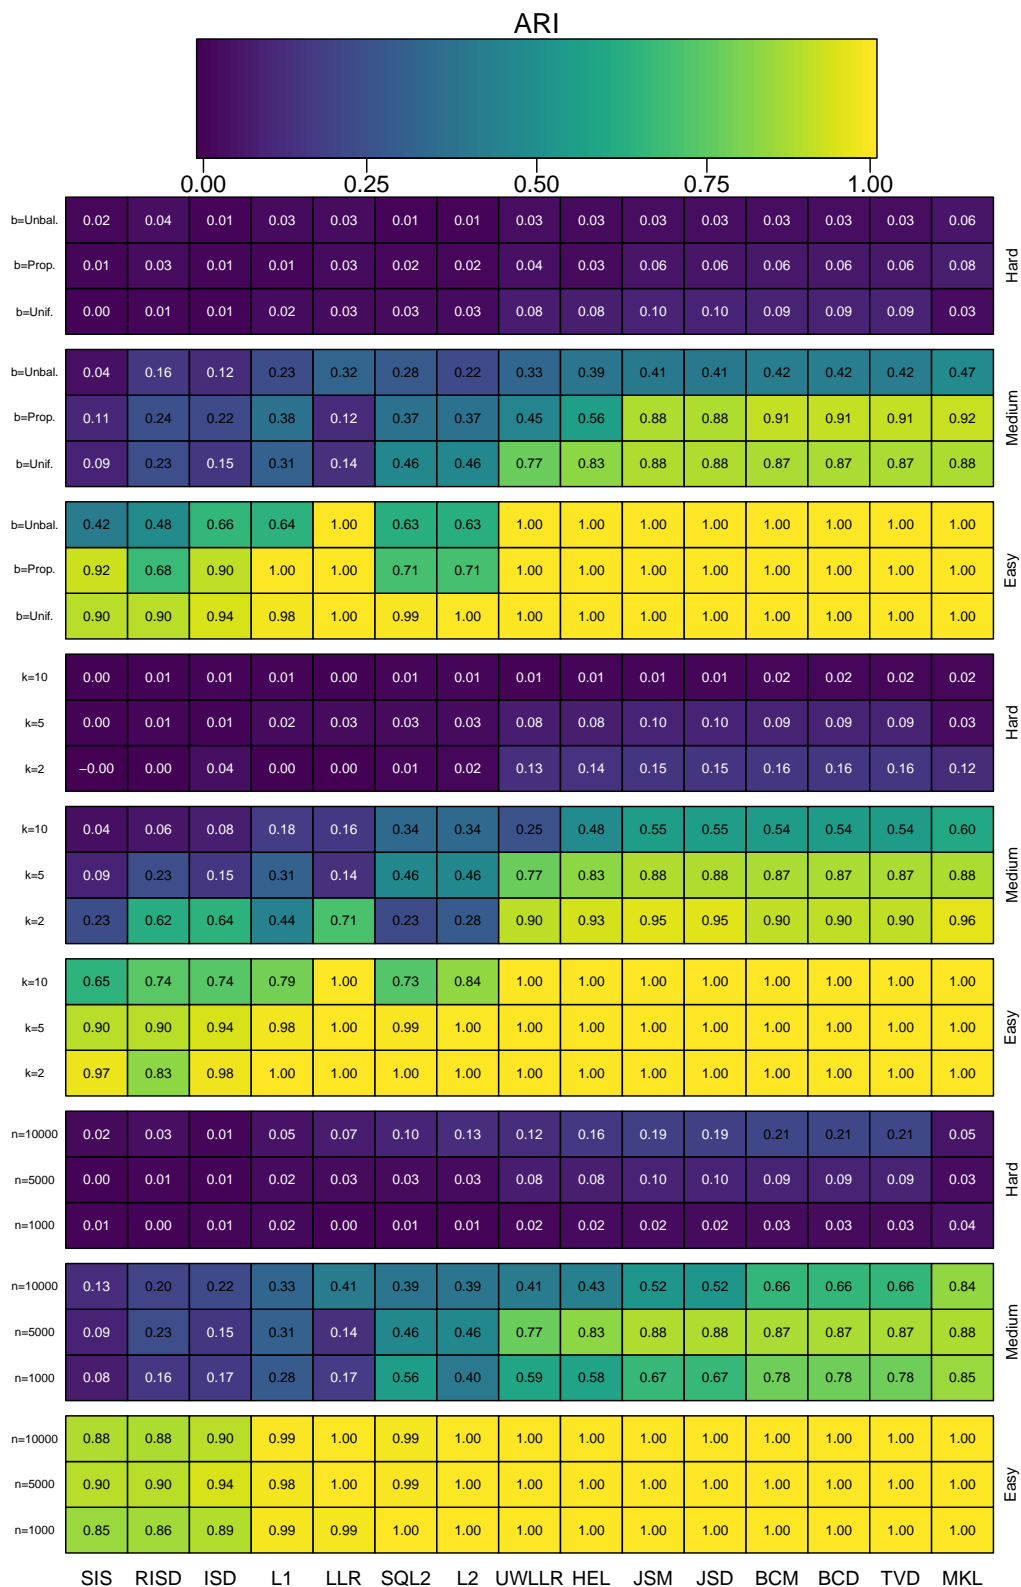 ARI
0.00 0.25 0.50 0.75 1.00
b=Unbal. 0.02 0.04 0.01 0.03 0.03 0.01 0.01 0.03 0.03 0.03 0.03 0.03 0.03 0.03 0.06
b=Prop. 0.01 0.03 0.01 0.01 0.03 0.02 0.02 0.04 0.03 0.06 0.06 0.06 0.06 0.06 0.08
b=Unif. 0.00 0.01 0.01 0.02 0.03 0.03 0.03 0.08 0.08 0.10 0.10 0.09 0.09 0.09 0.03
Hard
b=Unbal. 0.04 0.16 0.12 0.23 0.32 0.28 0.22 0.33 0.39 0.41 0.41 0.42 0.42 0.42 0.47
b=Prop. 0.11 0.24 0.22 0.38 0.12 0.37 0.37 0.45 0.56 0.88 0.88 0.91 0.91 0.91 0.92
b=Unif. 0.09 0.23 0.15 0.31 0.14 0.46 0.46 0.77 0.83 0.88 0.88 0.87 0.87 0.87 0.88
Medium
b=Unbal. 0.42 0.48 0.66 0.64 1.00 0.63 0.63 1.00 1.00 1.00 1.00 1.00 1.00 1.00 1.00
b=Prop. 0.92 0.68 0.90 1.00 1.00 0.71 0.71 1.00 1.00 1.00 1.00 1.00 1.00 1.00 1.00
b=Unif. 0.90 0.90 0.94 0.98 1.00 0.99 1.00 1.00 1.00 1.00 1.00 1.00 1.00 1.00 1.00
Easy
k=10 0.00 0.01 0.01 0.01 0.00 0.01 0.01 0.01 0.01 0.01 0.01 0.02 0.02 0.02 0.02
k=5 0.00 0.01 0.01 0.02 0.03 0.03 0.03 0.08 0.08 0.10 0.10 0.09 0.09 0.09 0.03
k=2 −0.00 0.00 0.04 0.00 0.00 0.01 0.02 0.13 0.14 0.15 0.15 0.16 0.16 0.16 0.12
Hard
k=10 0.04 0.06 0.08 0.18 0.16 0.34 0.34 0.25 0.48 0.55 0.55 0.54 0.54 0.54 0.60
k=5 0.09 0.23 0.15 0.31 0.14 0.46 0.46 0.77 0.83 0.88 0.88 0.87 0.87 0.87 0.88
k=2 0.23 0.62 0.64 0.44 0.71 0.23 0.28 0.90 0.93 0.95 0.95 0.90 0.90 0.90 0.96
Medium
k=10 0.65 0.74 0.74 0.79 1.00 0.73 0.84 1.00 1.00 1.00 1.00 1.00 1.00 1.00 1.00
k=5 0.90 0.90 0.94 0.98 1.00 0.99 1.00 1.00 1.00 1.00 1.00 1.00 1.00 1.00 1.00
k=2 0.97 0.83 0.98 1.00 1.00 1.00 1.00 1.00 1.00 1.00 1.00 1.00 1.00 1.00 1.00
Easy
n=10000 0.02 0.03 0.01 0.05 0.07 0.10 0.13 0.12 0.16 0.19 0.19 0.21 0.21 0.21 0.05
n=5000 0.00 0.01 0.01 0.02 0.03 0.03 0.03 0.08 0.08 0.10 0.10 0.09 0.09 0.09 0.03
n=1000 0.01 0.00 0.01 0.02 0.00 0.01 0.01 0.02 0.02 0.02 0.02 0.03 0.03 0.03 0.04
Hard
n=10000 0.13 0.20 0.22 0.33 0.41 0.39 0.39 0.41 0.43 0.52 0.52 0.66 0.66 0.66 0.84
n=5000 0.09 0.23 0.15 0.31 0.14 0.46 0.46 0.77 0.83 0.88 0.88 0.87 0.87 0.87 0.88
n=1000 0.08 0.16 0.17 0.28 0.17 0.56 0.40 0.59 0.58 0.67 0.67 0.78 0.78 0.78 0.85
Medium
n=10000 0.88 0.88 0.90 0.99 1.00 0.99 1.00 1.00 1.00 1.00 1.00 1.00 1.00 1.00 1.00
n=5000 0.90 0.90 0.94 0.98 1.00 0.99 1.00 1.00 1.00 1.00 1.00 1.00 1.00 1.00 1.00
n=1000 0.85 0.86 0.89 0.99 0.99 1.00 1.00 1.00 1.00 1.00 1.00 1.00 1.00 1.00 1.00
Easy
SIS RISD ISD L1 LLR SQL2 L2 UWLLR HEL JSM JSD BCM BCD TVD MKL